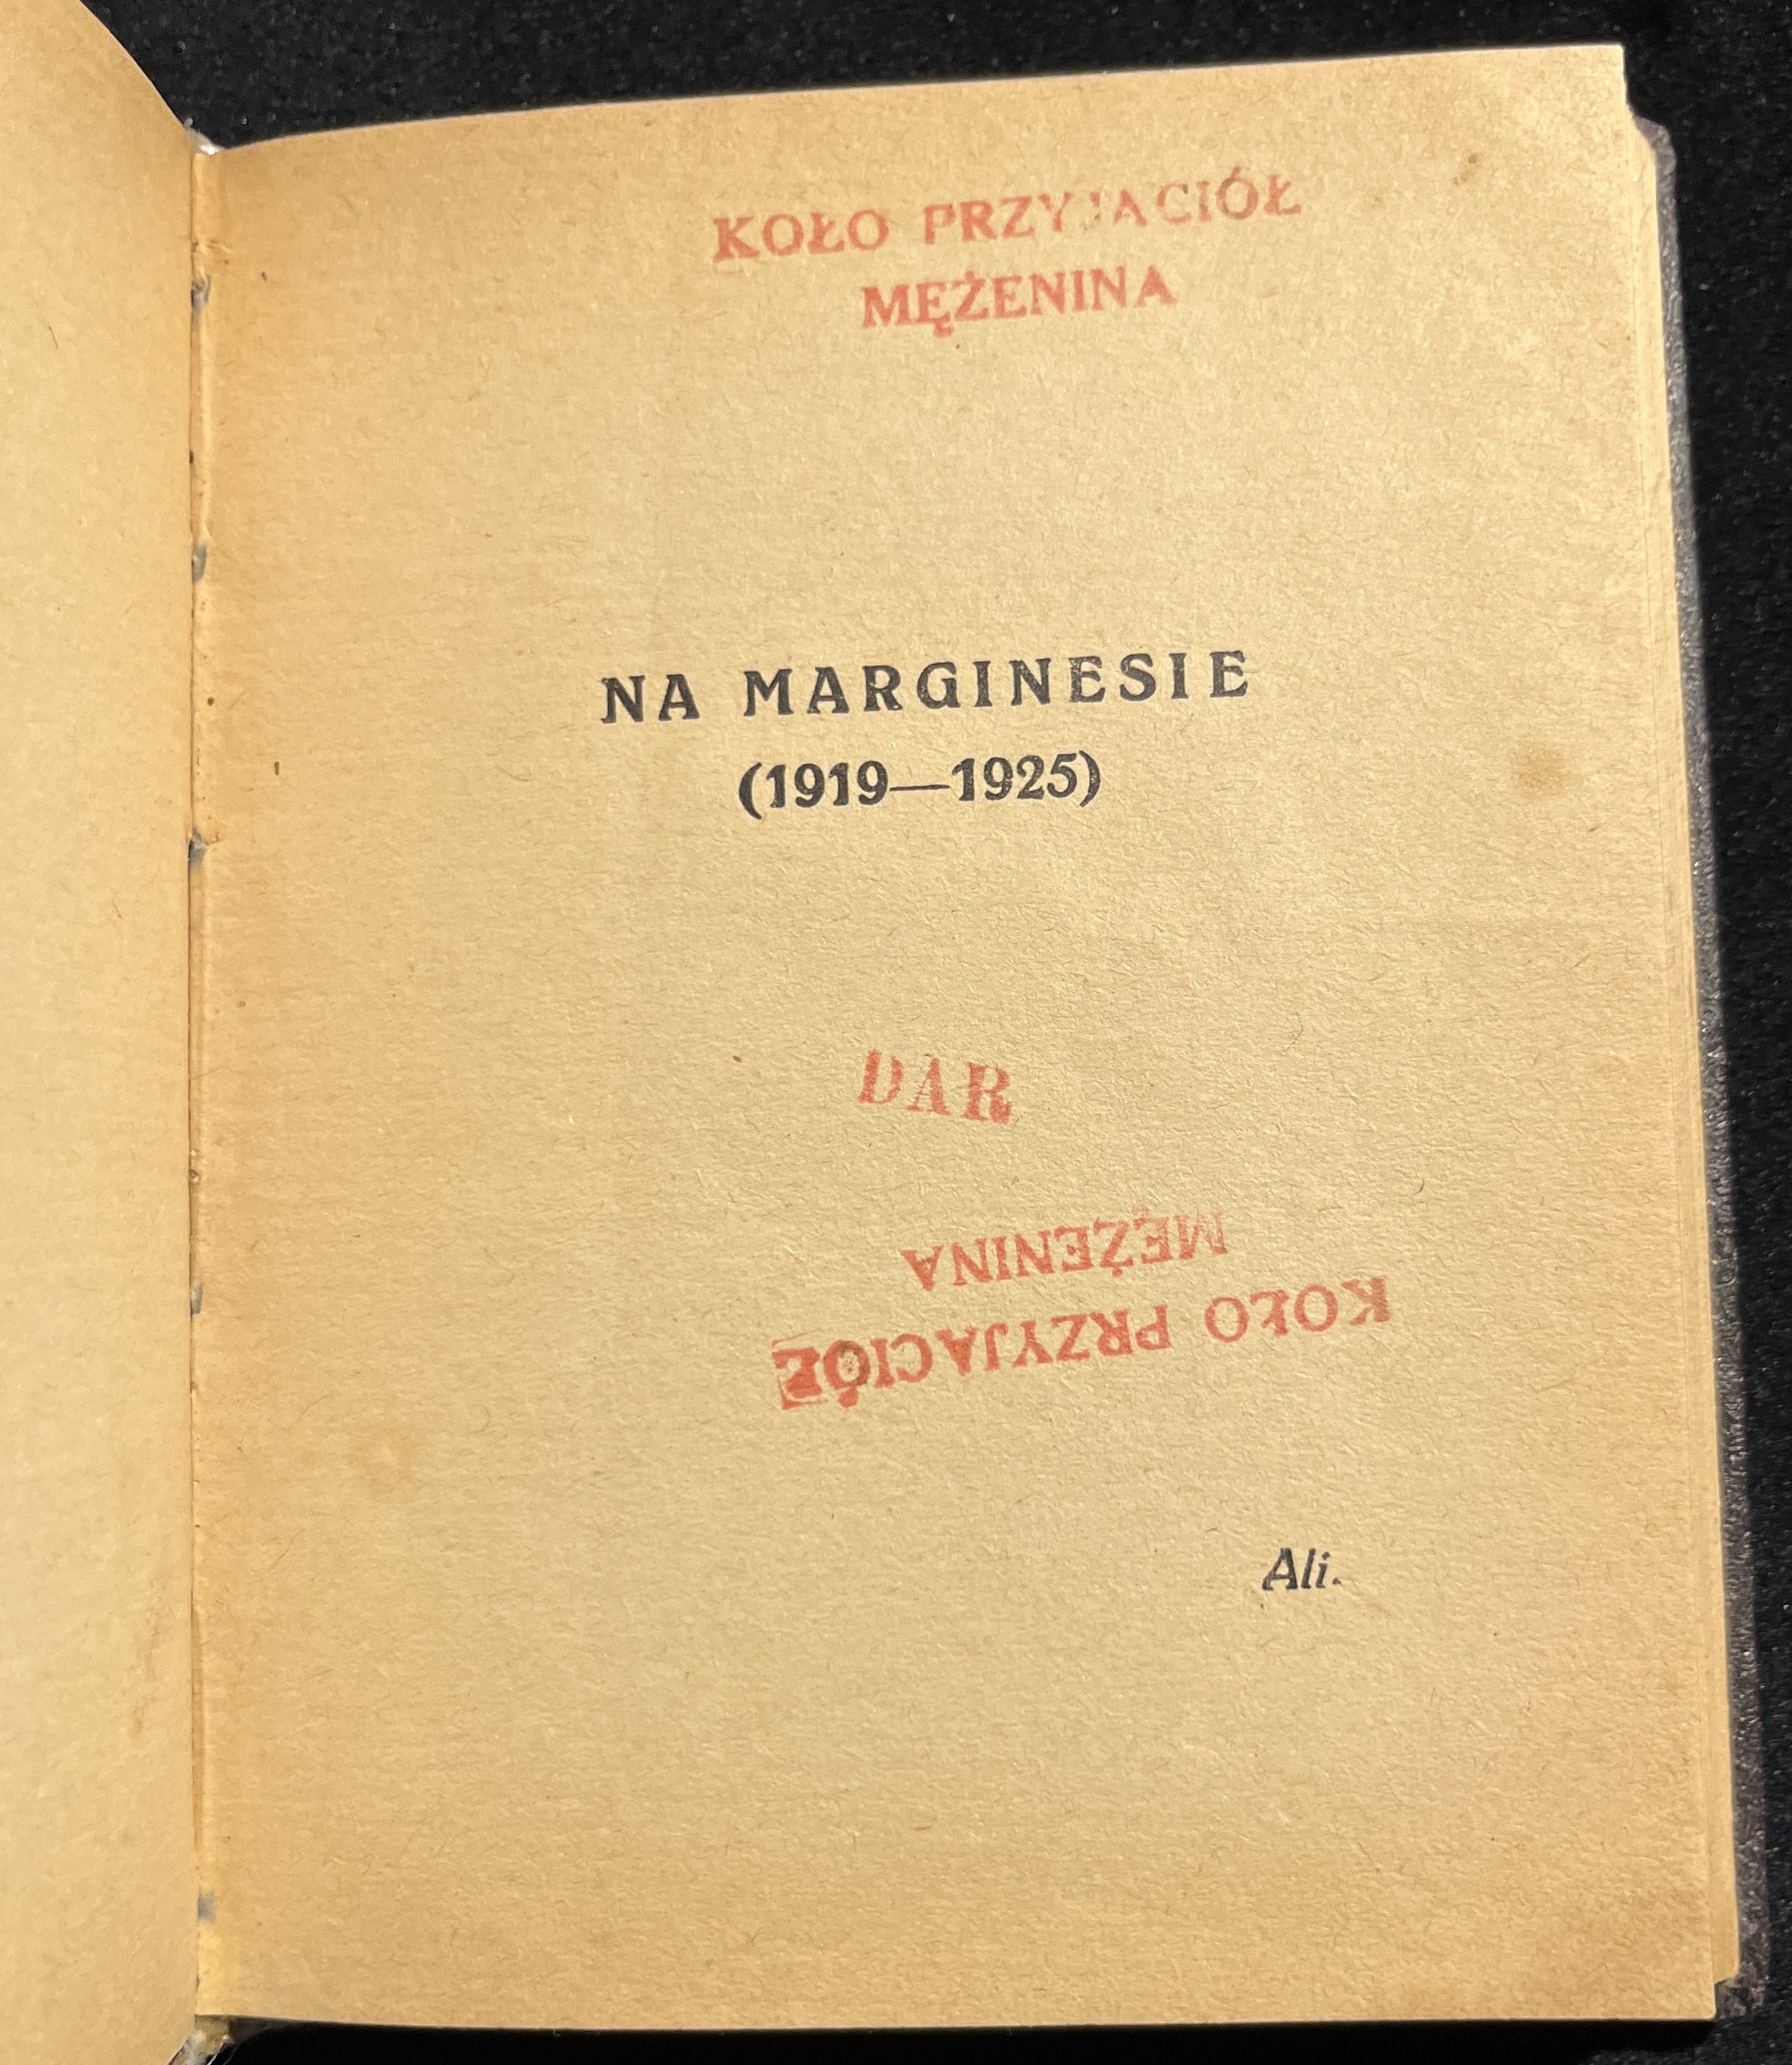 KOŁO PRZYJACIÓŁ
MĘŻENINA
NA MARGINESIE
(1919—1925)
DAR
KOŁO PRZYJACIÓŁ
MĘŻENINA
Ali.